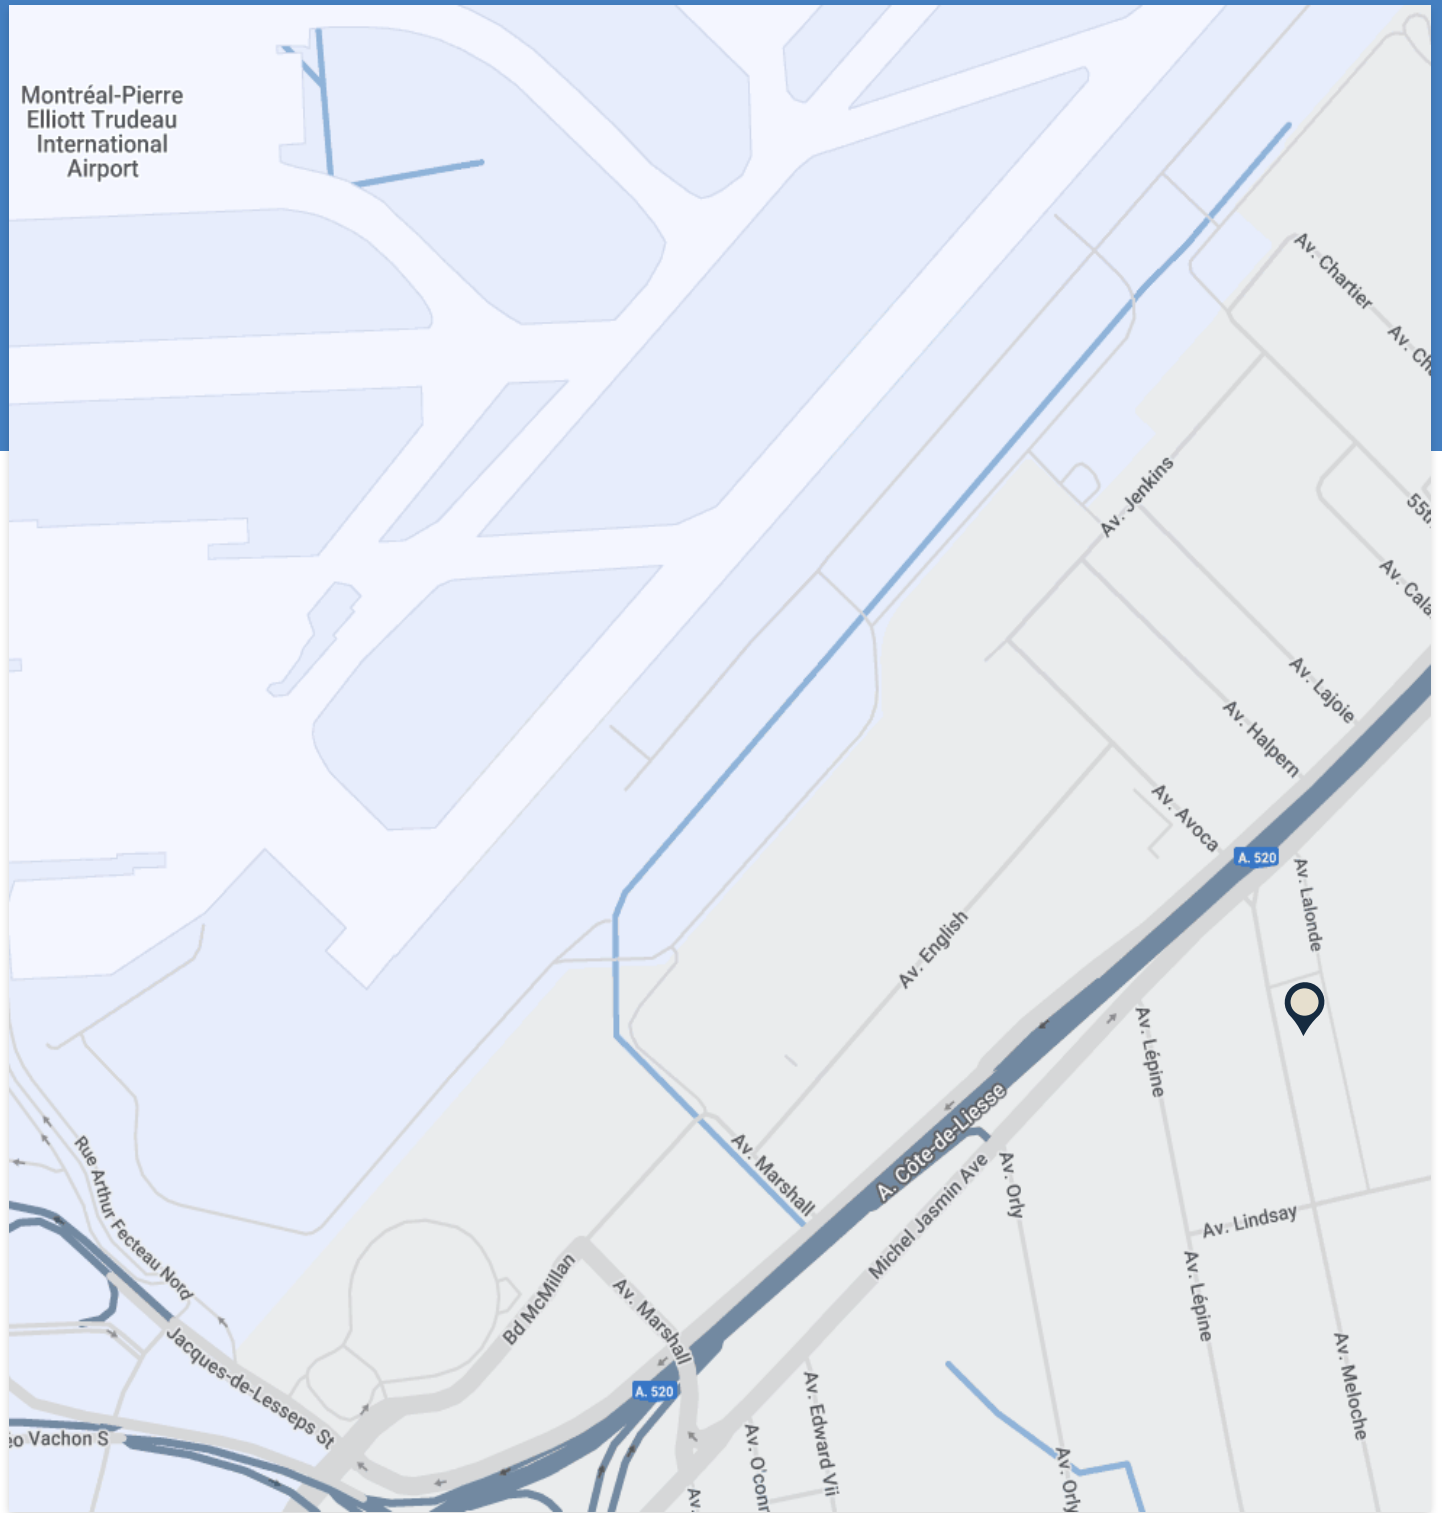 Montréal-Pierre
Elliott Trudeau
International
Airport
Av. Chartier
Av. Jenkins
Av. Lajoie
Av. Halpern
Av. Avoca
A. 520
Av. Lalonde
Av. English
Av. Lépine
A. Côte-de-Liesse
Av. Marshall
Michel Jasmin Ave
Av. Orly
Av. Lindsay
Rue Arthur Fecteau Nord
Bd McMillan
Av. Marshall
Av. Lépine
Jacques-de-Lesseps St
A. 520
Av. Meloche
Av. Edward Vii
Vachon S
Av. Orly
Av.